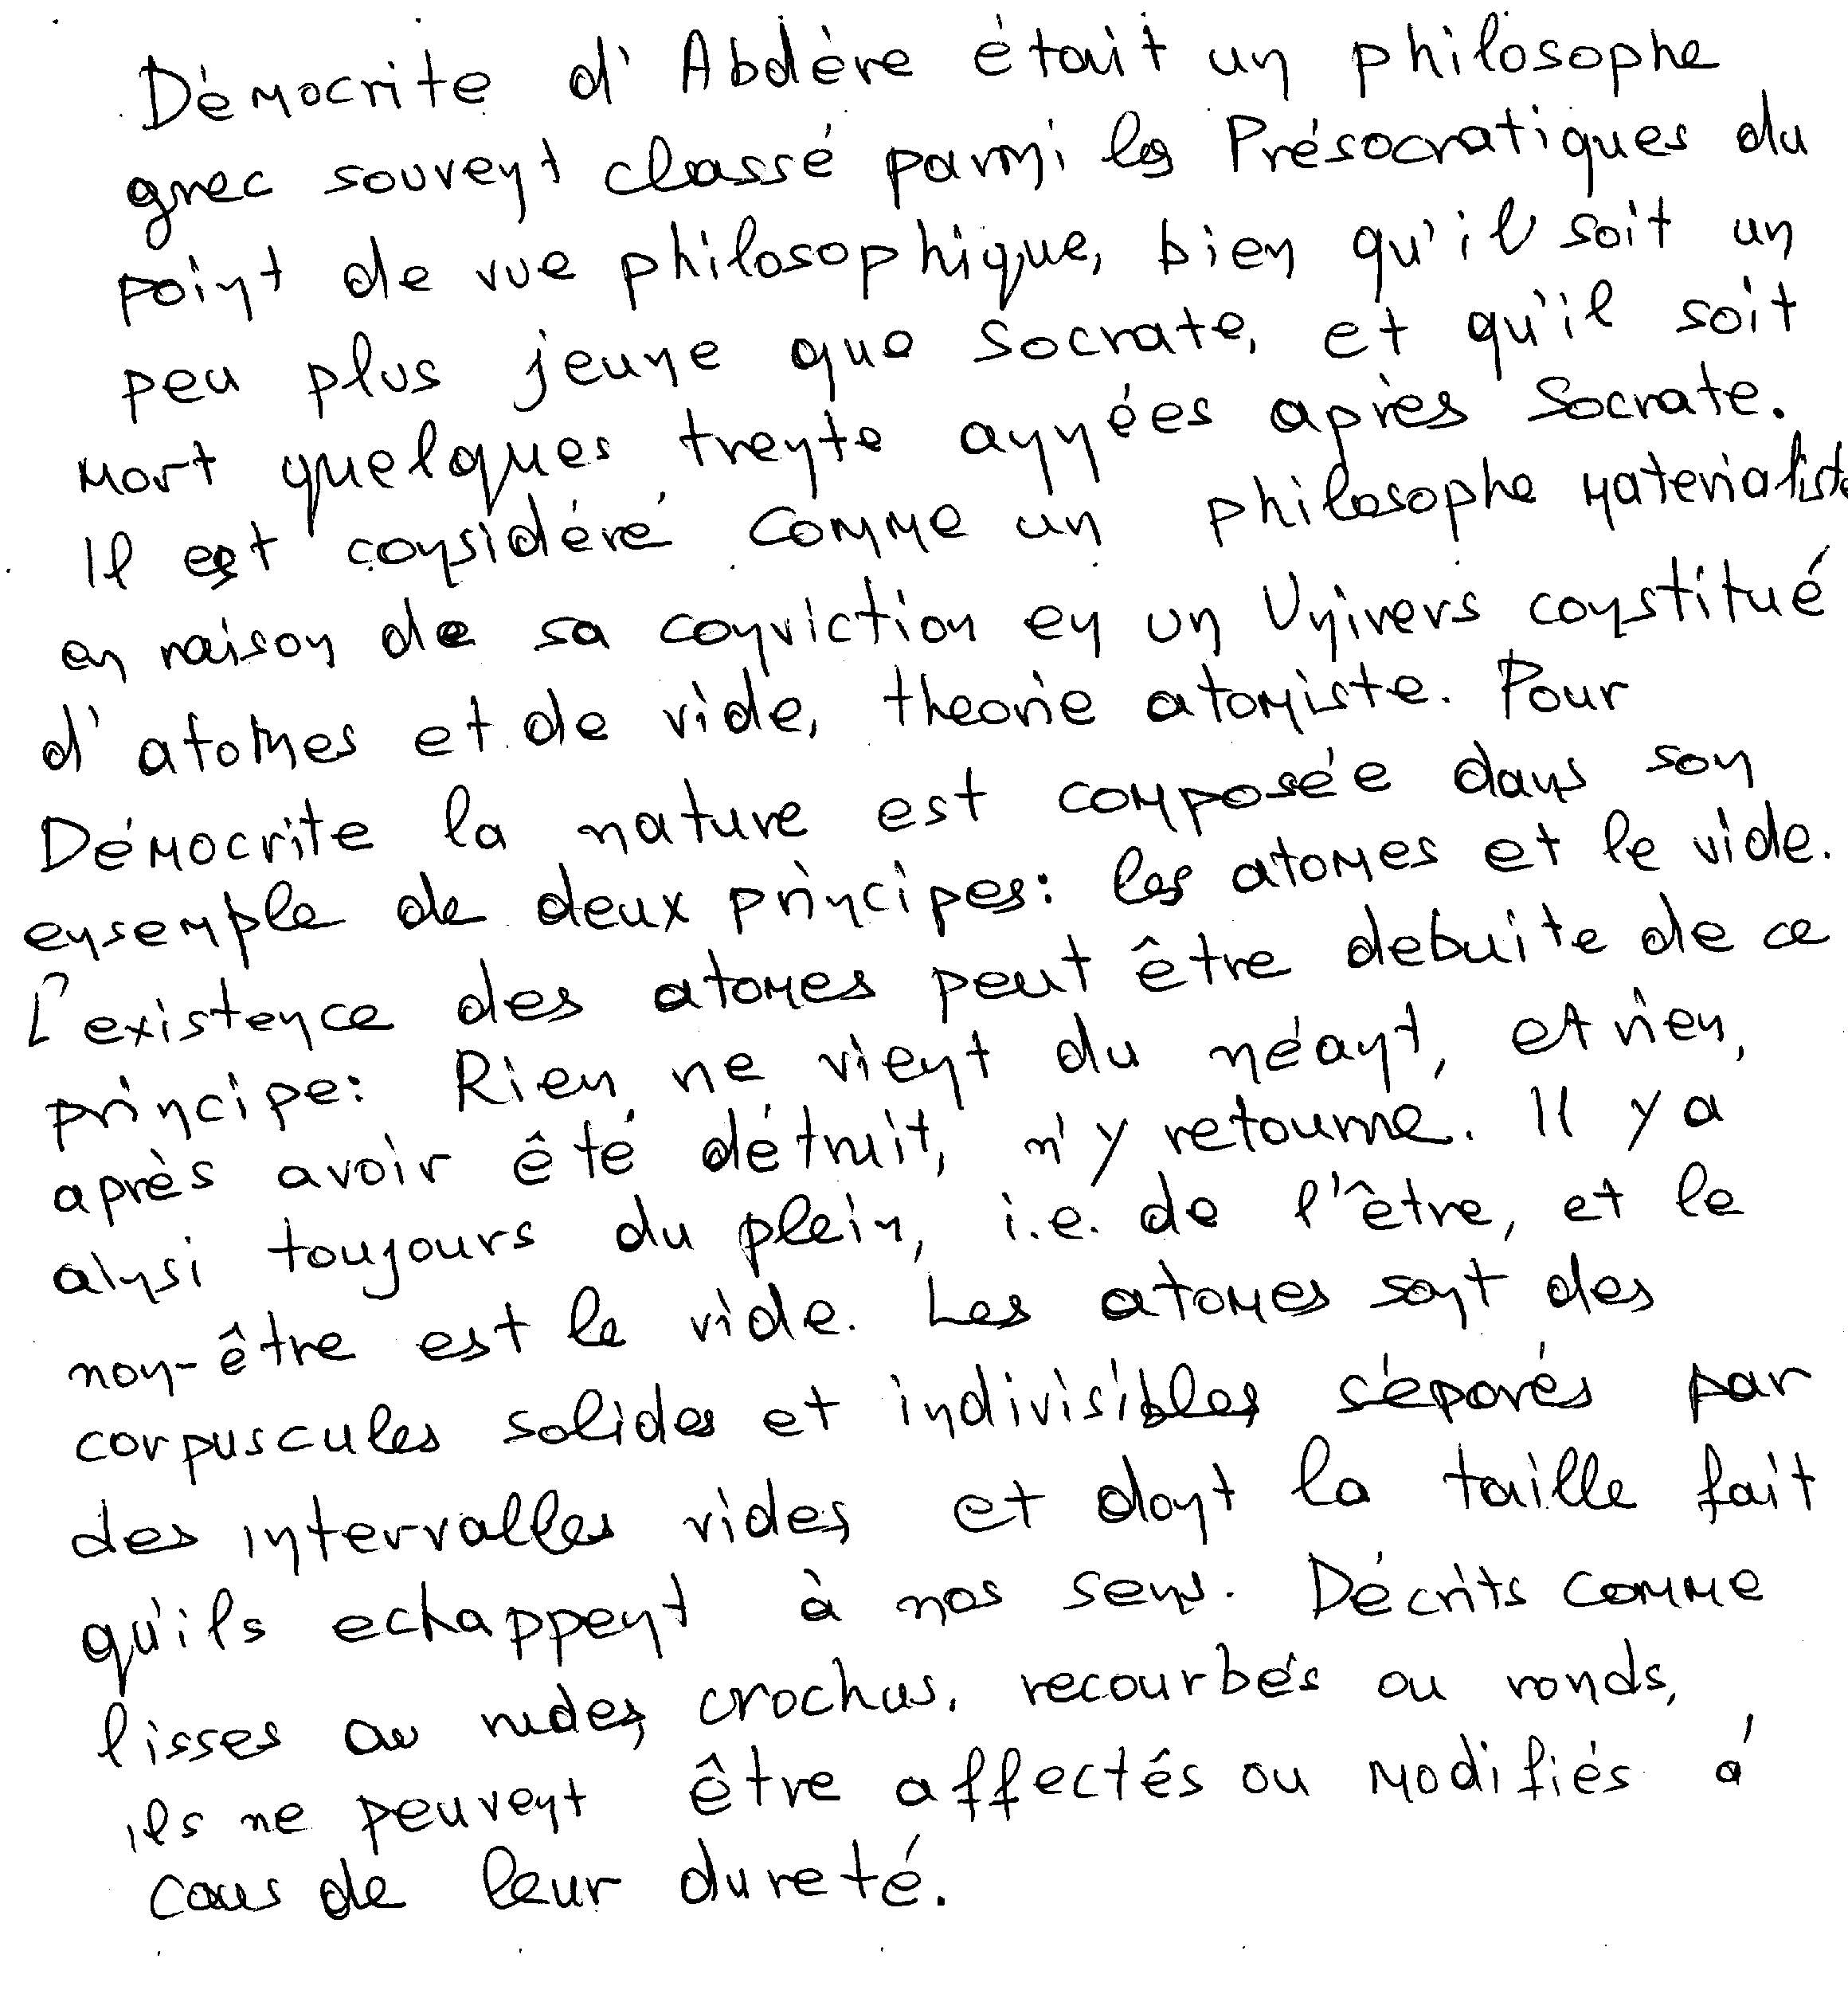 Démocrite d'Abdère était un philosophe
grec souvent classé parmi les Présocratiques du
point de vue philosophique, bien qu'il soit un
peu plus jeune que Socrate, et qu'il soit
mort quelques trente années après Socrate.
Il est considéré comme un philosophe materialiste
en raison de sa conviction en un Univers constitué
d'atomes et de vide, theorie atomiste. Pour
Démocrite la nature est composée dans son
ensemble de deux principes: les atomes et le vide.
L'existence des atomes peut être debuite de ce
principe: Rien ne vient du néant, et rien,
après avoir êté détruit, n'y retourne. Il y a
ainsi toujours du plein, i.e. de l'être, et le
non-être est le vide. Les atomes sont des
corpuscules solides et indivisibles séparés par
des intervalles vides et dont la taille fait
qu'ils echappent à nos sens. Décrits comme
lisses ou rudes, crochus, recourbés ou ronds,
ils ne peuvent être affectés ou modifiés à
caus de leur dureté.